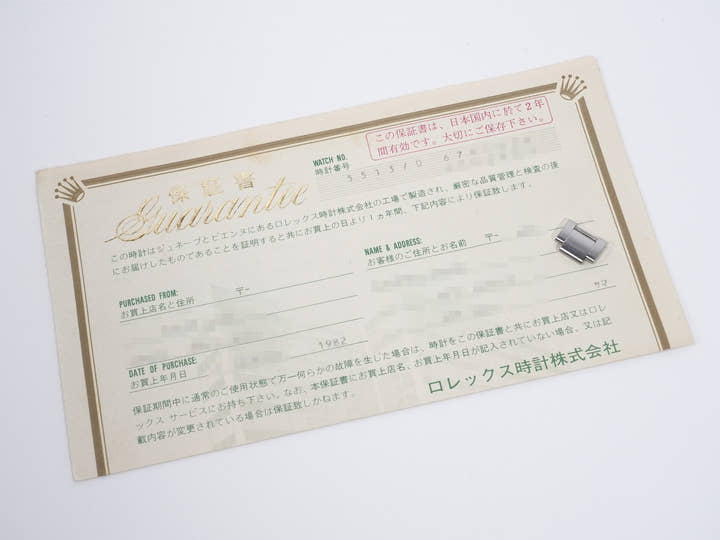 この保証書は、日本国内に於て2年
間有効です。大切にご保存下さい。
WATCH NO.
時計番号
5513/0 67
保証書
Guarantee
この時計はジュネーブとビエンヌにあるロレックス時計株式会社の工場で製造され、厳密な品質管理と検査の後
にお届けしたものであることを証明すると共にお買上の日より1ヵ年間、下記内容により保証致します。
PURCHASED FROM:
お買上店名と住所 〒-
NAME & ADDRESS:
お客様のご住所とお名前 〒-
サマ
DATE OF PURCHASE:
お買上年月日
1982
保証期間中に通常のご使用状態で万一何らかの故障を生じた場合は、時計をこの保証書と共にお買上店又はロレ
ックス サービスにお持ち下さい。なお、本保証書にお買上店名、お買上年月日が記入されていない場合、又は記
載内容が変更されている場合は保証致しかねます。
ロレックス時計株式会社